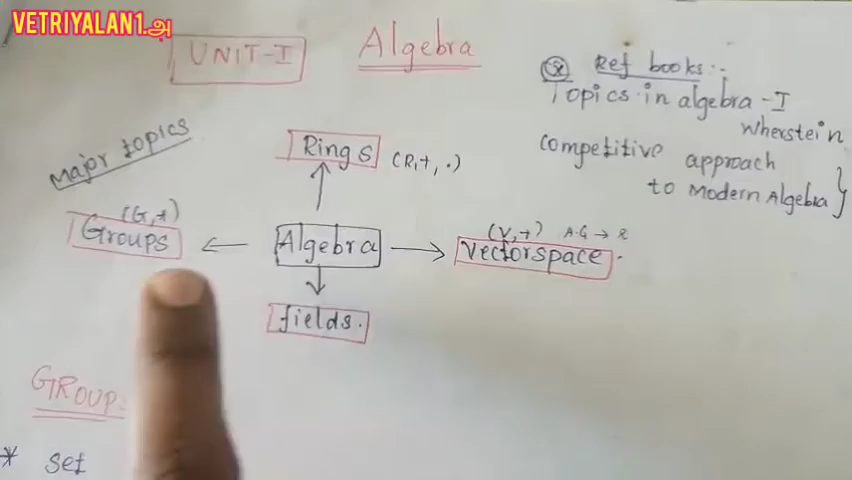 VETRIYALAN1.அ
UNIT-I
Algebra
Ref books:-
Topics in algebra -I
wherstein
competitive approach
to Modern Algebra
Major topics
Rings (R,+, .)
(G,+)
Groups
Algebra
(V,+) A.G → R
Vectorspace.
fields.
GROUP
* set